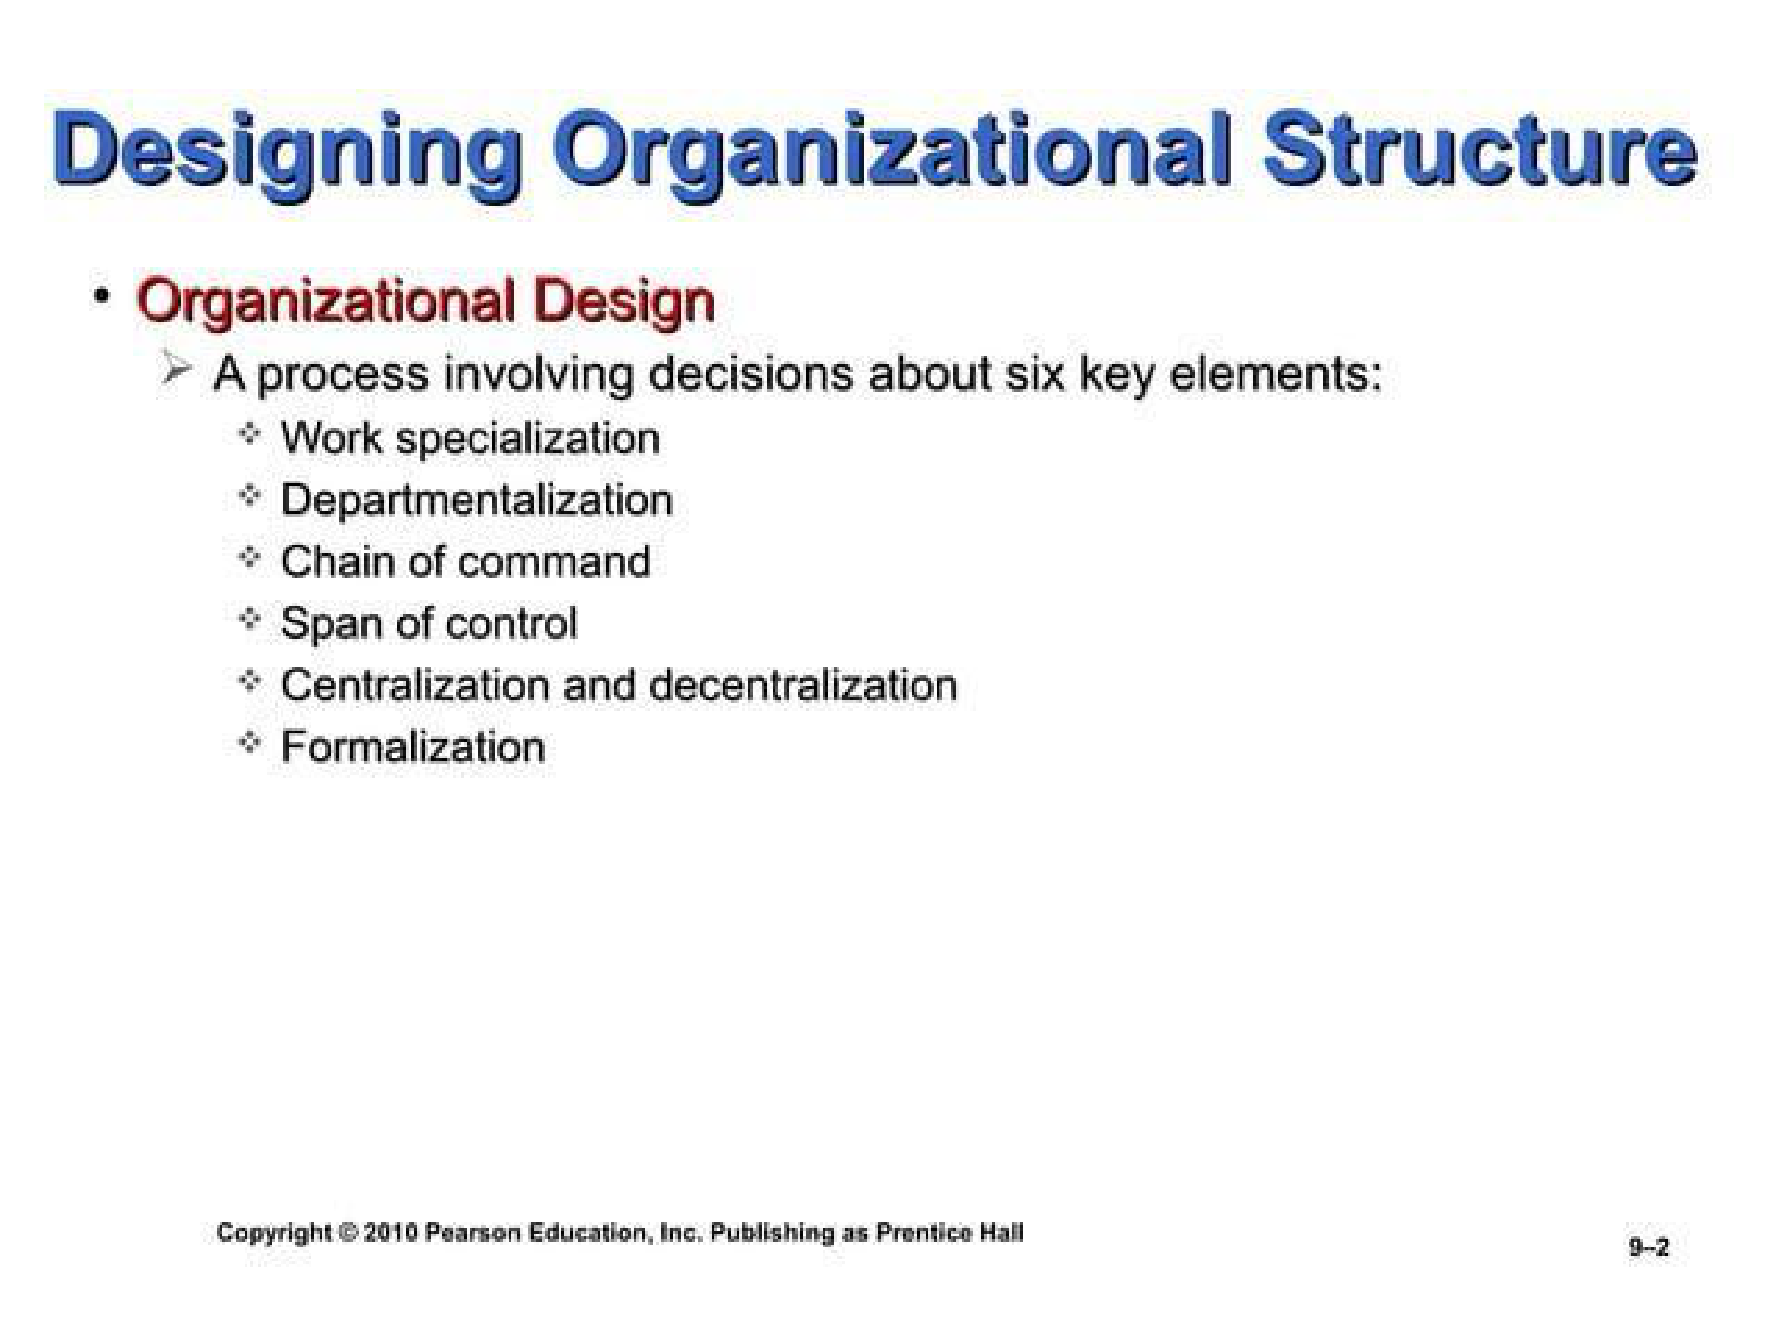 Designing Organizational Structure
• Organizational Design
➢ A process involving decisions about six key elements:
❖ Work specialization
❖ Departmentalization
❖ Chain of command
❖ Span of control
❖ Centralization and decentralization
❖ Formalization
Copyright © 2010 Pearson Education, Inc. Publishing as Prentice Hall
9–2